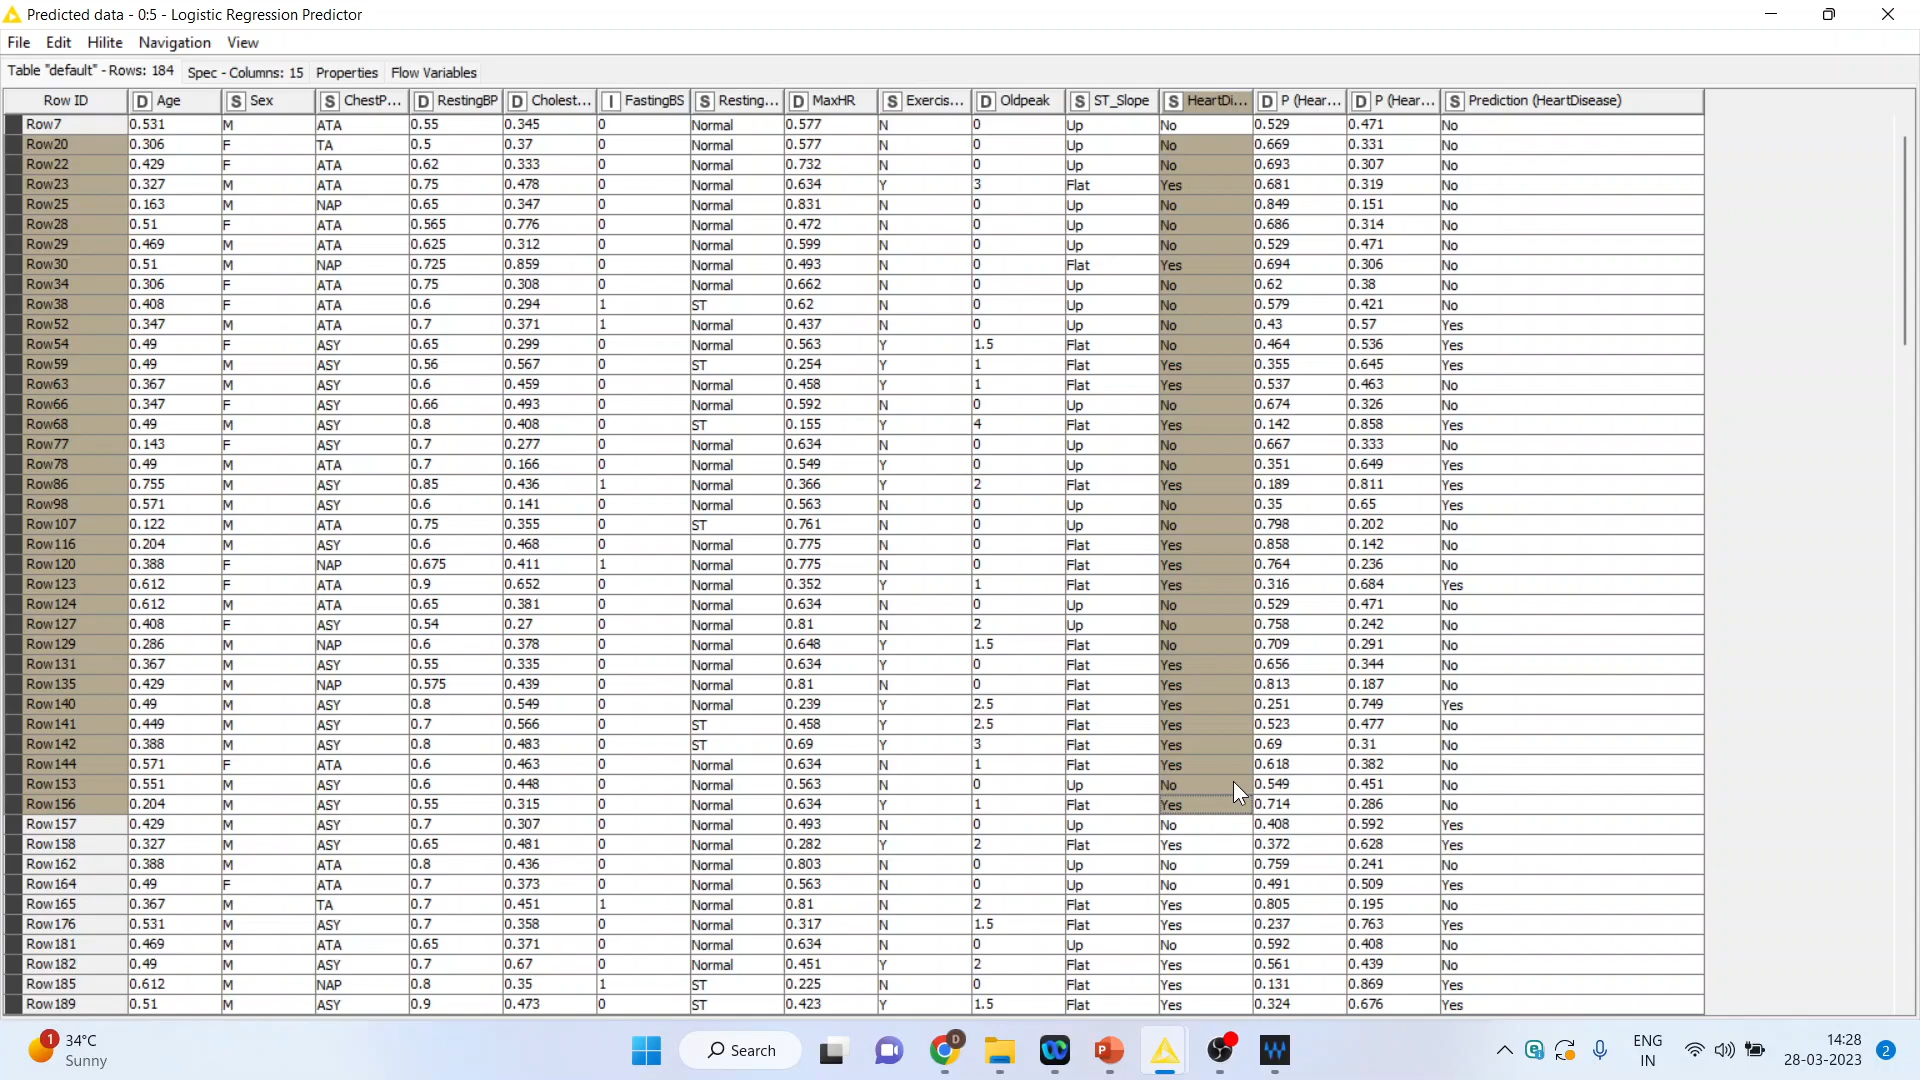 Predicted data - 0:5 - Logistic Regression Predictor
File Edit Hilite Navigation View
Table "default" - Rows: 184 Spec - Columns: 15 Properties Flow Variables
Row ID D Age S Sex S ChestP... D RestingBP D Cholest... I FastingBS S Resting... D MaxHR S Exercis... D Oldpeak S ST_Slope S HeartDi... D P (Hear... D P (Hear... S Prediction (HeartDisease)
Row7 0.531 M ATA 0.55 0.345 0 Normal 0.577 N 0 Up No 0.529 0.471 No
Row20 0.306 F TA 0.5 0.37 0 Normal 0.577 N 0 Up No 0.669 0.331 No
Row22 0.429 F ATA 0.62 0.333 0 Normal 0.732 N 0 Up No 0.693 0.307 No
Row23 0.327 M ATA 0.75 0.478 0 Normal 0.634 Y 3 Flat Yes 0.681 0.319 No
Row25 0.163 M NAP 0.65 0.347 0 Normal 0.831 N 0 Up No 0.849 0.151 No
Row28 0.51 F ATA 0.565 0.776 0 Normal 0.472 N 0 Up No 0.686 0.314 No
Row29 0.469 M ATA 0.625 0.312 0 Normal 0.599 N 0 Up No 0.529 0.471 No
Row30 0.51 M NAP 0.725 0.859 0 Normal 0.493 N 0 Flat Yes 0.694 0.306 No
Row34 0.306 F ATA 0.75 0.308 0 Normal 0.662 N 0 Up No 0.62 0.38 No
Row38 0.408 F ATA 0.6 0.294 1 ST 0.62 N 0 Up No 0.579 0.421 No
Row52 0.347 M ATA 0.7 0.371 1 Normal 0.437 N 0 Up No 0.43 0.57 Yes
Row54 0.49 F ASY 0.65 0.299 0 Normal 0.563 Y 1.5 Flat No 0.464 0.536 Yes
Row59 0.49 M ASY 0.56 0.567 0 ST 0.254 Y 1 Flat Yes 0.355 0.645 Yes
Row63 0.367 M ASY 0.6 0.459 0 Normal 0.458 Y 1 Flat Yes 0.537 0.463 No
Row66 0.347 F ASY 0.66 0.493 0 Normal 0.592 N 0 Up No 0.674 0.326 No
Row68 0.49 M ASY 0.8 0.408 0 ST 0.155 Y 4 Flat Yes 0.142 0.858 Yes
Row77 0.143 F ASY 0.7 0.277 0 Normal 0.634 N 0 Up No 0.667 0.333 No
Row78 0.49 M ATA 0.7 0.166 0 Normal 0.549 Y 0 Up No 0.351 0.649 Yes
Row86 0.755 M ASY 0.85 0.436 1 Normal 0.366 Y 2 Flat Yes 0.189 0.811 Yes
Row98 0.571 M ASY 0.6 0.141 0 Normal 0.563 N 0 Up No 0.35 0.65 Yes
Row107 0.122 M ATA 0.75 0.355 0 ST 0.761 N 0 Up No 0.798 0.202 No
Row116 0.204 M ASY 0.6 0.468 0 Normal 0.775 N 0 Flat Yes 0.858 0.142 No
Row120 0.388 F NAP 0.675 0.411 1 Normal 0.775 N 0 Flat Yes 0.764 0.236 No
Row123 0.612 F ATA 0.9 0.652 0 Normal 0.352 Y 1 Flat Yes 0.316 0.684 Yes
Row124 0.612 M ATA 0.65 0.381 0 Normal 0.634 N 0 Up No 0.529 0.471 No
Row127 0.408 F ASY 0.54 0.27 0 Normal 0.81 N 2 Up No 0.758 0.242 No
Row129 0.286 M NAP 0.6 0.378 0 Normal 0.648 Y 1.5 Flat No 0.709 0.291 No
Row131 0.367 M ASY 0.55 0.335 0 Normal 0.634 Y 0 Flat Yes 0.656 0.344 No
Row135 0.429 M NAP 0.575 0.439 0 Normal 0.81 N 0 Flat Yes 0.813 0.187 No
Row140 0.49 M ASY 0.8 0.549 0 Normal 0.239 Y 2.5 Flat Yes 0.251 0.749 Yes
Row141 0.449 M ASY 0.7 0.566 0 ST 0.458 Y 2.5 Flat Yes 0.523 0.477 No
Row142 0.388 M ASY 0.8 0.483 0 ST 0.69 Y 3 Flat Yes 0.69 0.31 No
Row144 0.571 F ATA 0.6 0.463 0 Normal 0.634 N 1 Flat Yes 0.618 0.382 No
Row153 0.551 M ASY 0.6 0.448 0 Normal 0.563 N 0 Up No 0.549 0.451 No
Row156 0.204 M ASY 0.55 0.315 0 Normal 0.634 Y 1 Flat Yes 0.714 0.286 No
Row157 0.429 M ASY 0.7 0.307 0 Normal 0.493 N 0 Up No 0.408 0.592 Yes
Row158 0.327 M ASY 0.65 0.481 0 Normal 0.282 Y 2 Flat Yes 0.372 0.628 Yes
Row162 0.388 M ATA 0.8 0.436 0 Normal 0.803 N 0 Up No 0.759 0.241 No
Row164 0.49 F ATA 0.7 0.373 0 Normal 0.563 N 0 Up No 0.491 0.509 Yes
Row165 0.367 M TA 0.7 0.451 1 Normal 0.81 N 2 Flat Yes 0.805 0.195 No
Row176 0.531 M ASY 0.7 0.358 0 Normal 0.317 N 1.5 Flat Yes 0.237 0.763 Yes
Row181 0.469 M ATA 0.65 0.371 0 Normal 0.634 N 0 Up No 0.592 0.408 No
Row182 0.49 M ASY 0.7 0.67 0 Normal 0.451 Y 2 Flat Yes 0.561 0.439 No
Row185 0.612 M NAP 0.8 0.35 1 ST 0.225 N 0 Flat Yes 0.131 0.869 Yes
Row189 0.51 M ASY 0.9 0.473 0 ST 0.423 Y 1.5 Flat Yes 0.324 0.676 Yes
1 34°C
Sunny
Search
D
P
ENG
IN
14:28
28-03-2023
2